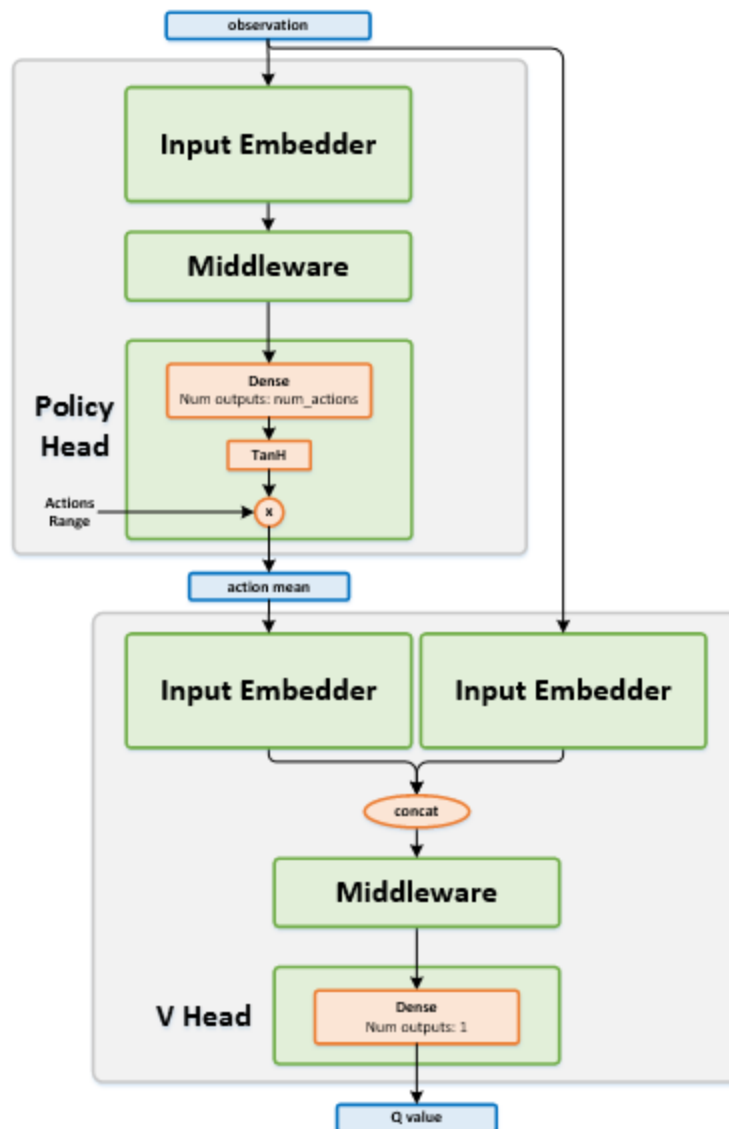 observation
Input Embedder
Middleware
Policy
Head
Dense
Num outputs: num_actions
TanH
Actions
Range
x
action mean
Input Embedder
Input Embedder
concat
Middleware
V Head
Dense
Num outputs: 1
Q value